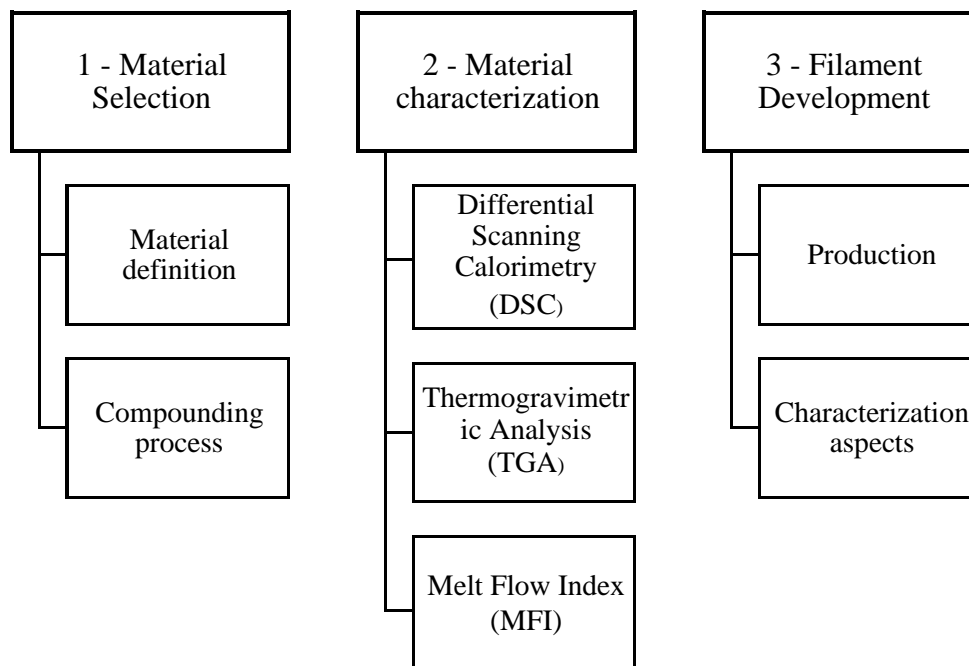 1 - Material
Selection
Material
definition
Compounding
process
2 - Material
characterization
Differential
Scanning
Calorimetry
(DSC)
Thermogravimetr
ic Analysis
(TGA)
Melt Flow Index
(MFI)
3 - Filament
Development
Production
Characterization
aspects